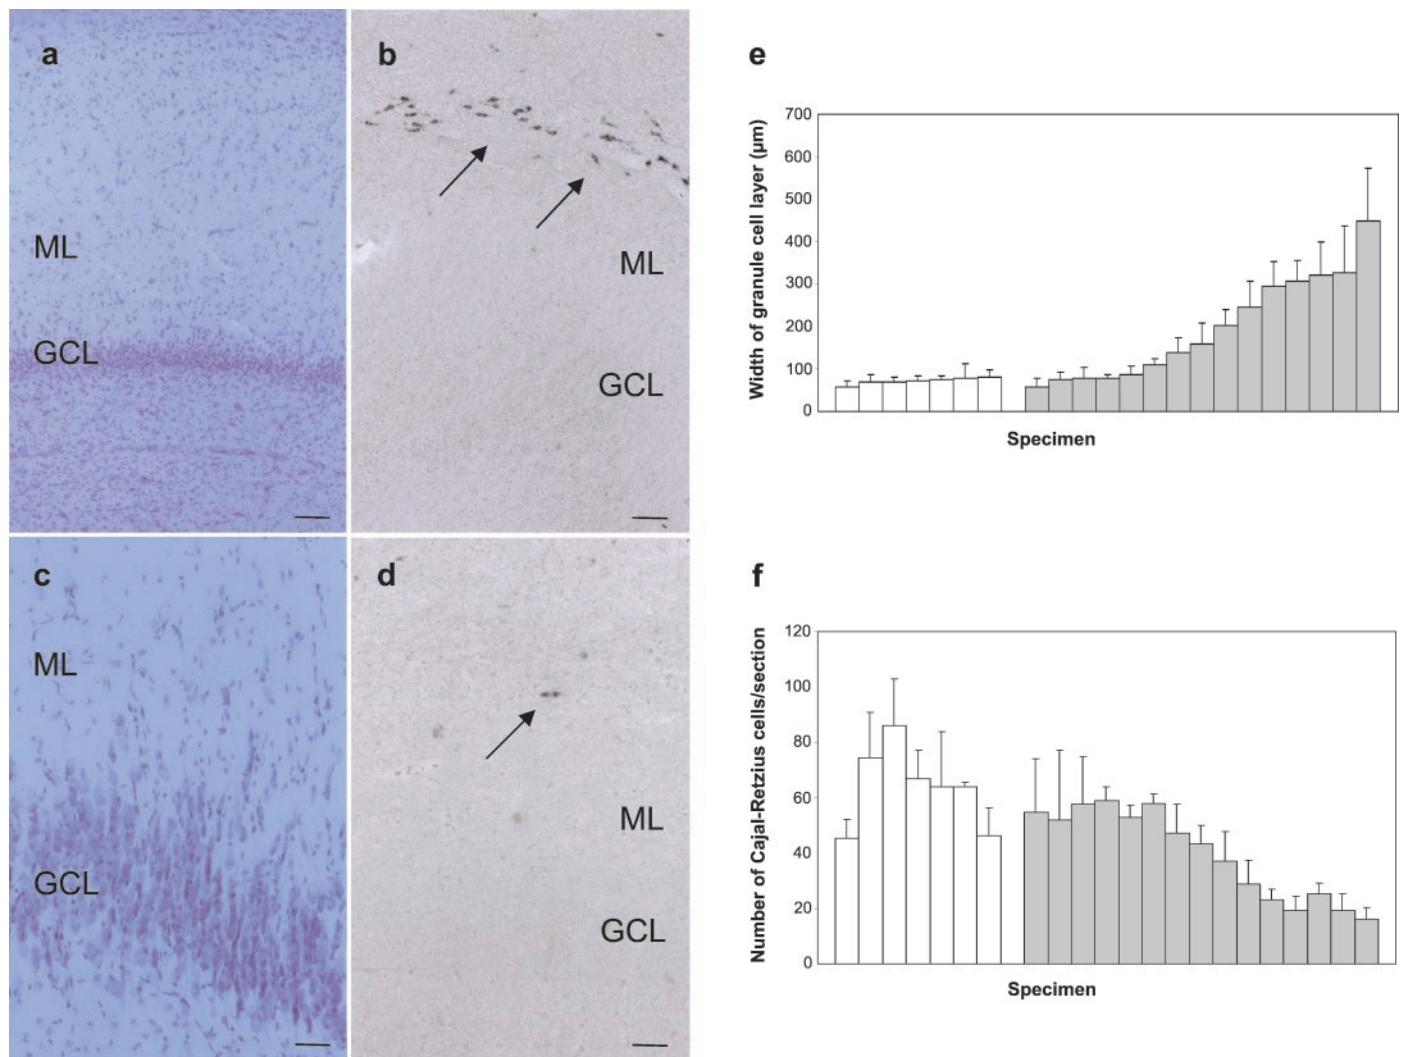 a
ML
GCL
b
ML
GCL
c
ML
GCL
d
ML
GCL
e
Width of granule cell layer (µm)
700
600
500
400
300
200
100
0
Specimen
f
Number of Cajal-Retzius cells/section
120
100
80
60
40
20
0
Specimen